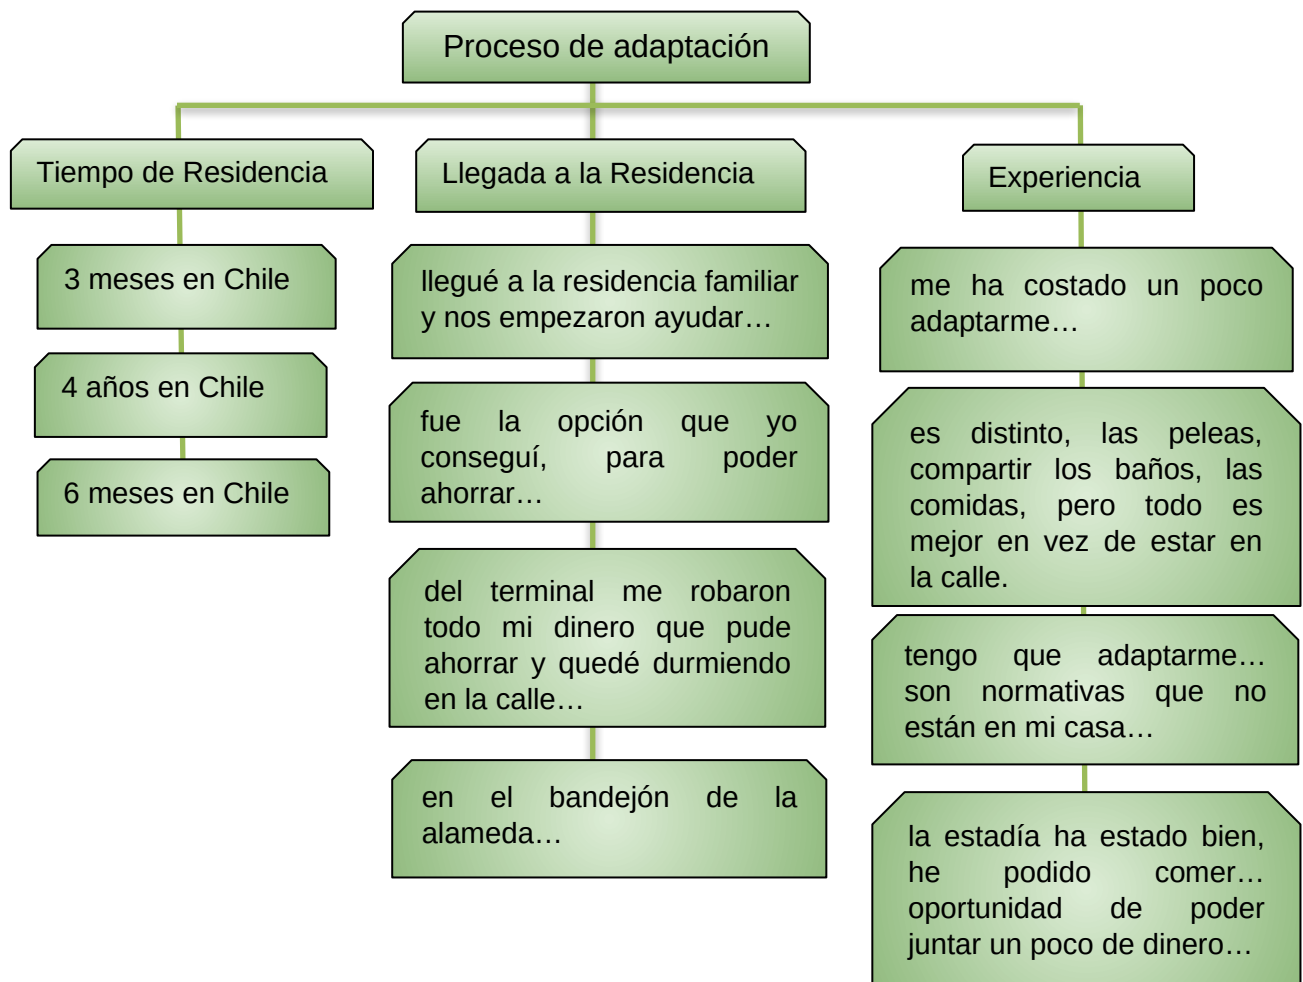 Proceso de adaptación
Tiempo de Residencia
3 meses en Chile
4 años en Chile
6 meses en Chile
Llegada a la Residencia
llegué a la residencia familiar
y nos empezaron ayudar…
fue la opción que yo
conseguí, para poder
ahorrar…
del terminal me robaron
todo mi dinero que pude
ahorrar y quedé durmiendo
en la calle…
en el bandejón de la
alameda…
Experiencia
me ha costado un poco
adaptarme…
es distinto, las peleas,
compartir los baños, las
comidas, pero todo es
mejor en vez de estar en
la calle.
tengo que adaptarme…
son normativas que no
están en mi casa…
la estadía ha estado bien,
he podido comer…
oportunidad de poder
juntar un poco de dinero…